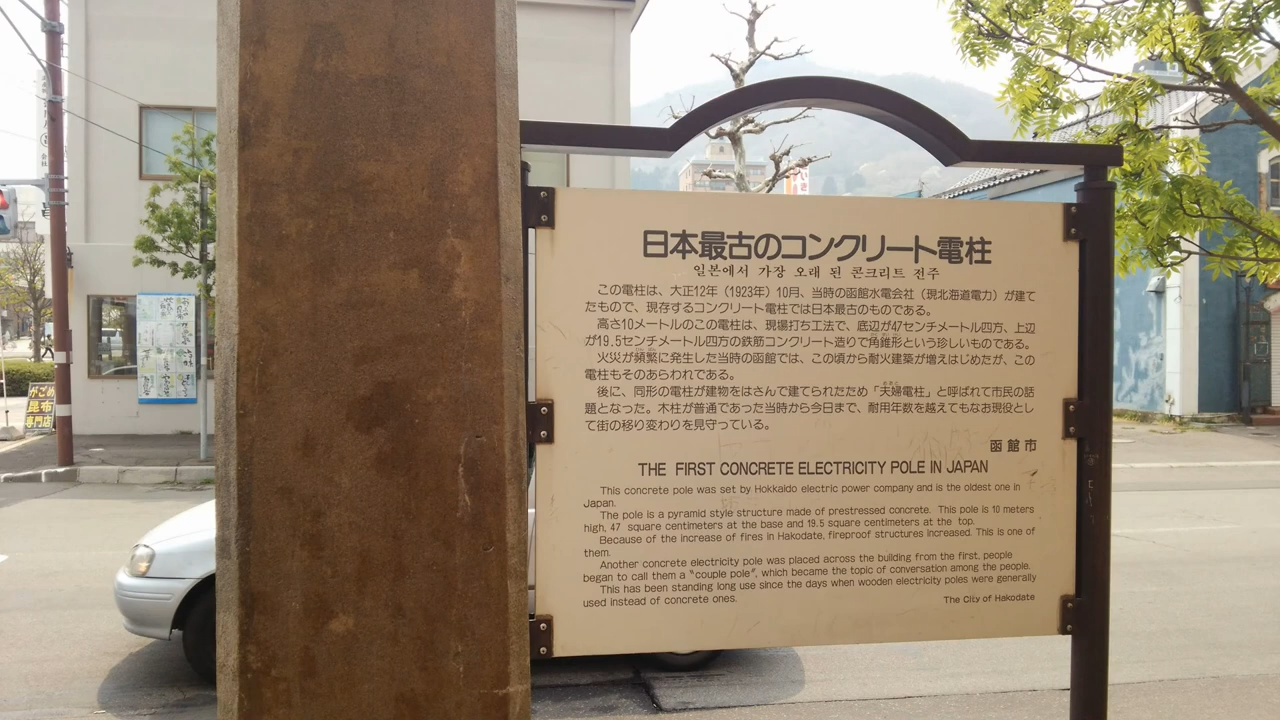 日本最古のコンクリート電柱
일본에서 가장 오래 된 콘크리트 전주
この電柱は、大正12年（1923年）10月、当時の函館水電会社（現北海道電力）が建て
たもので、現存するコンクリート電柱では日本最古のものである。
高さ10メートルのこの電柱は、現場打ち工法で、底辺が47センチメートル四方、上辺
が19.5センチメートル四方の鉄筋コンクリート造りで角錐形という珍しいものである。
火災が頻繁に発生した当時の函館では、この頃から耐火建築が増えはじめたが、この
電柱もそのあらわれである。
後に、同形の電柱が建物をはさんで建てられたため「夫婦電柱」と呼ばれて市民の話
題となった。木柱が普通であった当時から今日まで、耐用年数を越えてもなお現役とし
て街の移り変わりを見守っている。
函館市
THE FIRST CONCRETE ELECTRICITY POLE IN JAPAN
This concrete pole was set by Hokkaido electric power company and is the oldest one in
Japan.
The pole is a pyramid style structure made of prestressed concrete. This pole is 10 meters
high, 47 square centimeters at the base and 19.5 square centimeters at the top.
Because of the increase of fires in Hakodate, fireproof structures increased. This is one of
them.
Another concrete electricity pole was placed across the building from the first. people
began to call them a "couple pole", which became the topic of conversation among the people.
This has been standing long use since the days when wooden electricity poles were generally
used instead of concrete ones.
The City of Hakodate
がごめ
昆布
専門店